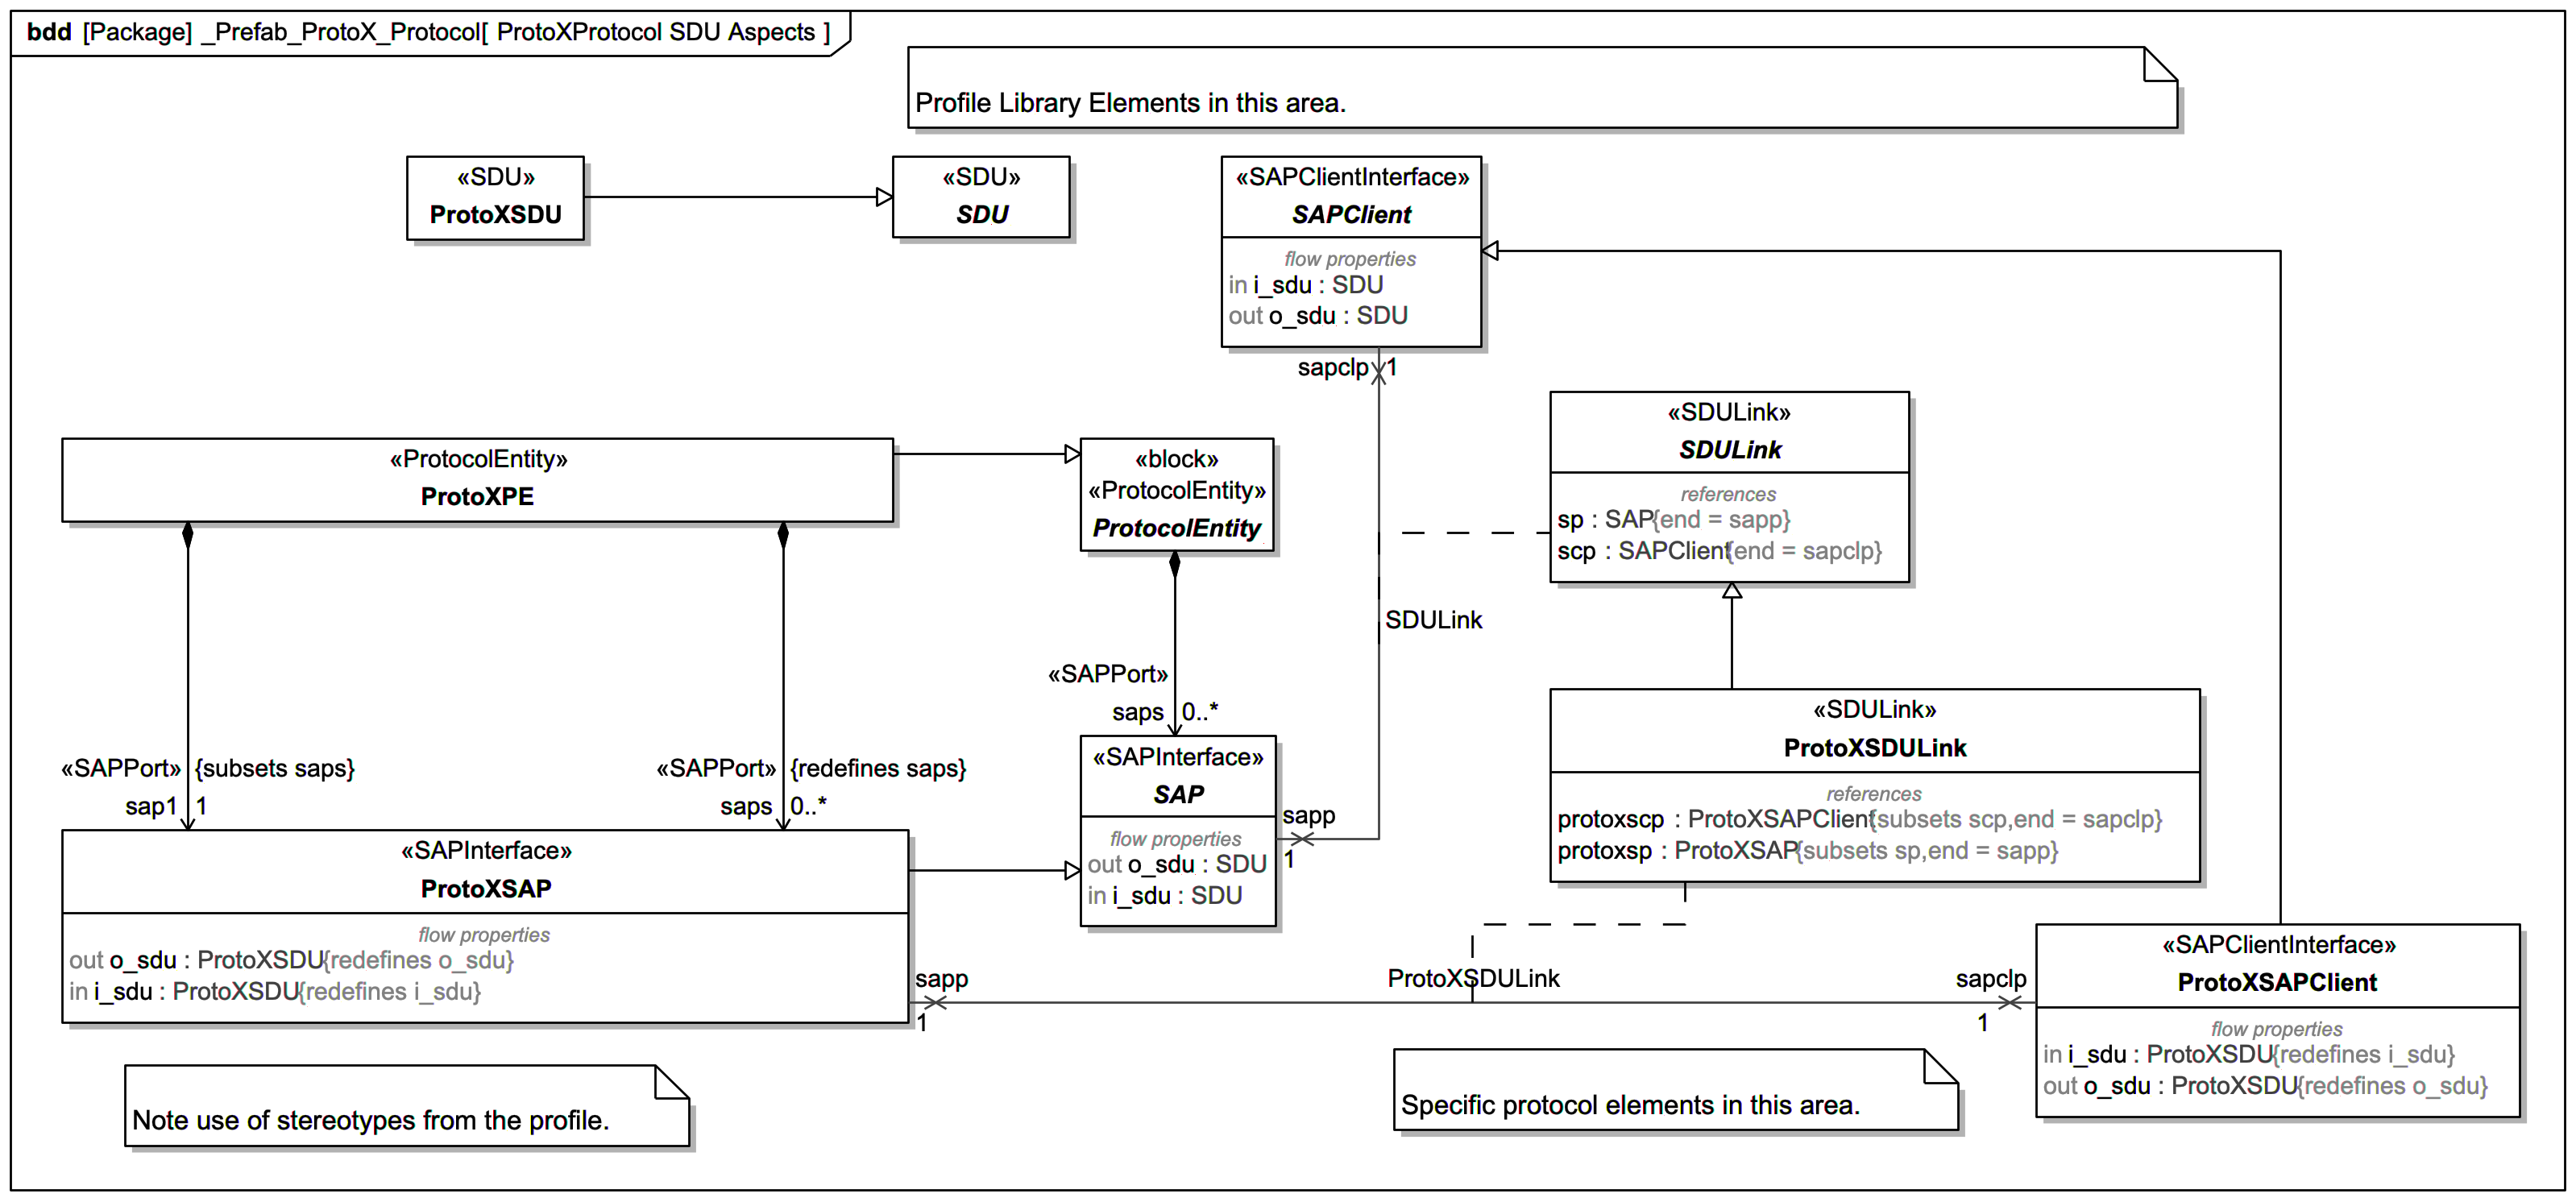 bdd [Package] _Prefab_ProtoX_Protocol[ ProtoXProtocol SDU Aspects ]
Profile Library Elements in this area.
«SDU»
ProtoXSDU
«SDU»
SDU
«SAPClientInterface»
SAPClient
flow properties
in i_sdu : SDU
out o_sdu : SDU
sapclp 1
«SDULink»
SDULink
references
sp : SAP{end = sapp}
scp : SAPClient{end = sapclp}
«ProtocolEntity»
ProtoXPE
«block»
«ProtocolEntity»
ProtocolEntity
SDULink
«SAPPort»
saps 0..*
«SDULink»
ProtoXSDULink
references
protoxscp : ProtoXSAPClient{subsets scp,end = sapclp}
protoxsp : ProtoXSAP{subsets sp,end = sapp}
«SAPPort» {subsets saps}
sap1 1
«SAPPort» {redefines saps}
saps 0..*
«SAPInterface»
SAP
flow properties
out o_sdu : SDU
in i_sdu : SDU
sapp
1
«SAPInterface»
ProtoXSAP
flow properties
out o_sdu : ProtoXSDU{redefines o_sdu}
in i_sdu : ProtoXSDU{redefines i_sdu}
sapp
1
ProtoXSDULink
sapclp
1
«SAPClientInterface»
ProtoXSAPClient
flow properties
in i_sdu : ProtoXSDU{redefines i_sdu}
out o_sdu : ProtoXSDU{redefines o_sdu}
Note use of stereotypes from the profile.
Specific protocol elements in this area.